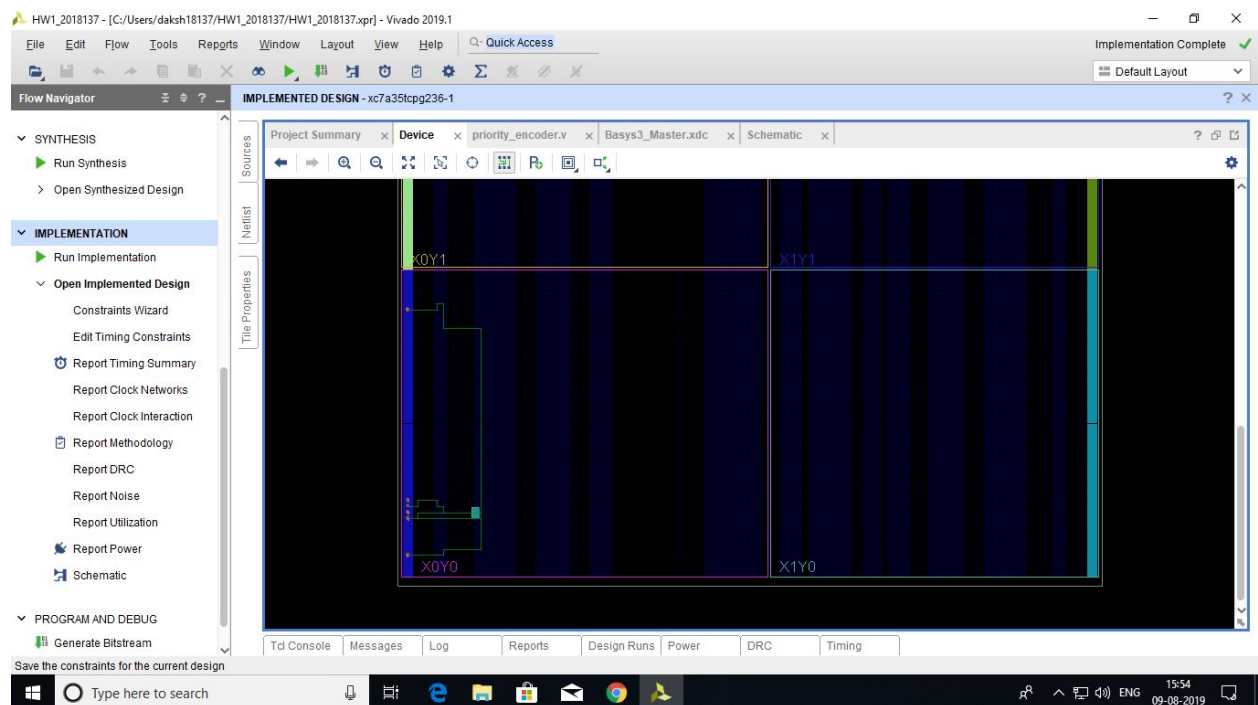 HW1_2018137 - [C:/Users/daksh18137/HW1_2018137/HW1_2018137.xpr] - Vivado 2019.1
File Edit Flow Tools Reports Window Layout View Help Quick Access
Implementation Complete
Default Layout
Flow Navigator
IMPLEMENTED DESIGN - xc7a35tcpg236-1
SYNTHESIS
Run Synthesis
Open Synthesized Design
IMPLEMENTATION
Run Implementation
Open Implemented Design
Constraints Wizard
Edit Timing Constraints
Report Timing Summary
Report Clock Networks
Report Clock Interaction
Report Methodology
Report DRC
Report Noise
Report Utilization
Report Power
Schematic
PROGRAM AND DEBUG
Generate Bitstream
Sources
Netlist
Tile Properties
Project Summary Device priority_encoder.v Basys3_Master.xdc Schematic
X0Y1 X1Y1
X0Y0 X1Y0
Tcl Console Messages Log Reports Design Runs Power DRC Timing
Save the constraints for the current design
Type here to search
ENG
15:54
09-08-2019